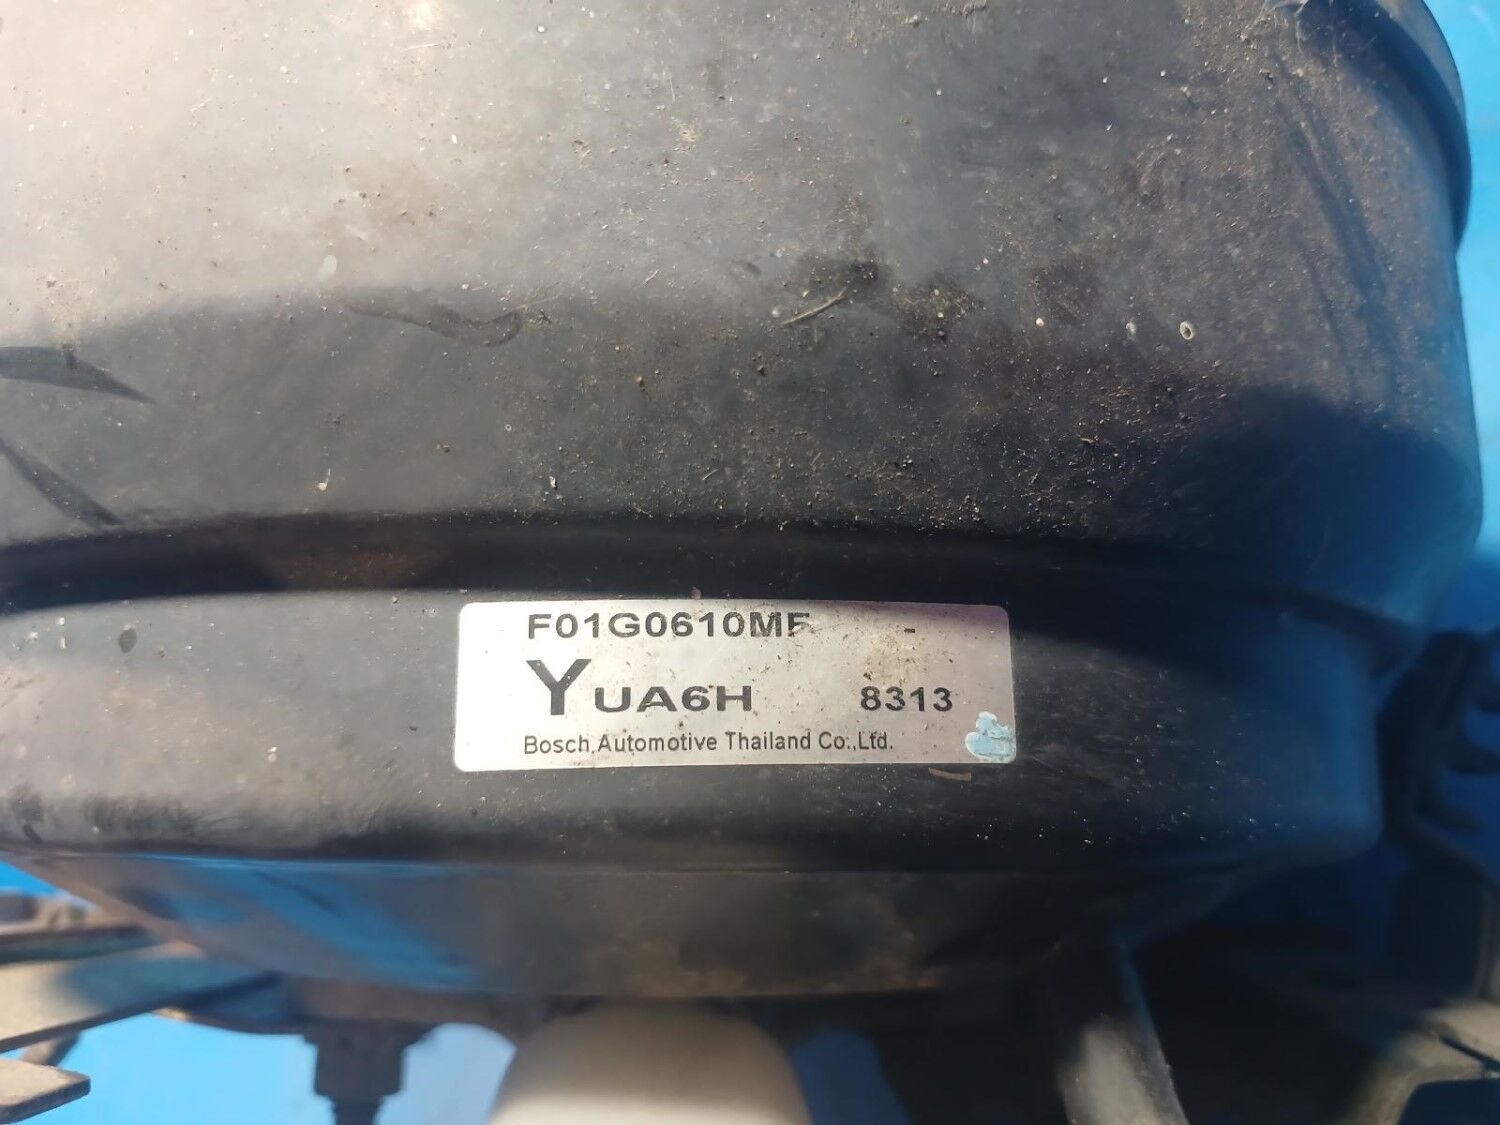 F01G0610MF -
YUA6H 8313
Bosch Automotive Thailand Co.,Ltd.